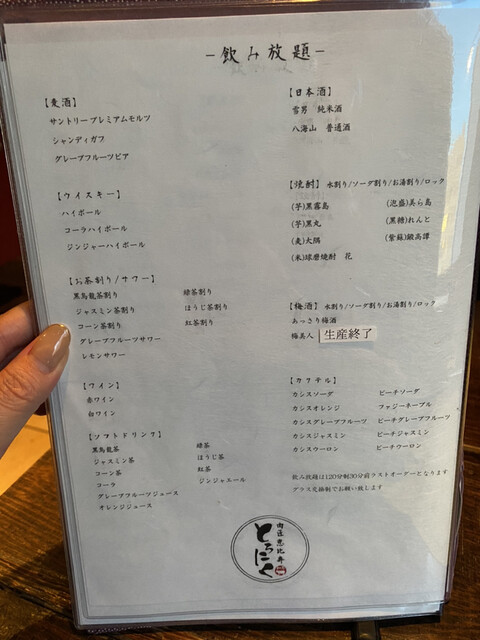 -飲み放題-
【麦酒】
サントリープレミアムモルツ
シャンディガフ
グレープフルーツビア
【ウイスキー】
ハイボール
コーラハイボール
ジンジャーハイボール
【お茶割り/サワー】
黒烏龍茶割り 緑茶割り
ジャスミン茶割り ほうじ茶割り
コーン茶割り 紅茶割り
グレープフルーツサワー
レモンサワー
【ワイン】
赤ワイン
白ワイン
【ソフトドリンク】
黒烏龍茶 緑茶
ジャスミン茶 ほうじ茶
コーン茶 紅茶
コーラ ジンジャエール
グレープフルーツジュース
オレンジジュース
【日本酒】
雪男 純米酒
八海山 普通酒
【焼酎】 水割り/ソーダ割り/お湯割り/ロック
(芋)黒霧島 (泡盛)美ら島
(芋)黒丸 (黒糖)れんと
(麦)大隅 (紫蘇)鍛高譚
(米)球磨焼酎 花
【梅酒】 水割り/ソーダ割り/お湯割り/ロック
あっさり梅酒
梅美人 生産終了
【カクテル】
カシスソーダ ピーチソーダ
カシスオレンジ ファジーネーブル
カシスグレープフルーツ ピーチグレープフルーツ
カシスジャスミン ピーチジャスミン
カシスウーロン ピーチウーロン
飲み放題は120分制30分前ラストオーダーとなります
グラス交換制でお願い致します
肉匠恵比寿
とろにく